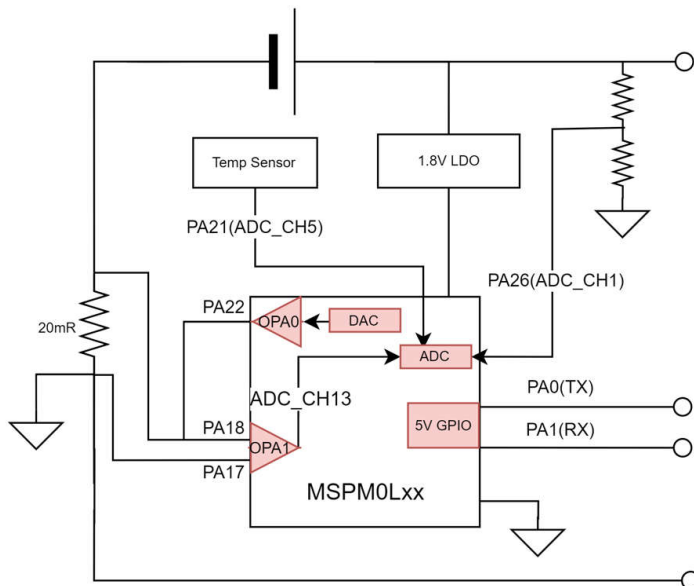 Temp Sensor
1.8V LDO
PA21(ADC_CH5)
PA26(ADC_CH1)
PA22
OPA0
DAC
20mR
ADC
ADC_CH13
PA0(TX)
PA18
5V GPIO
PA1(RX)
OPA1
PA17
MSPM0Lxx